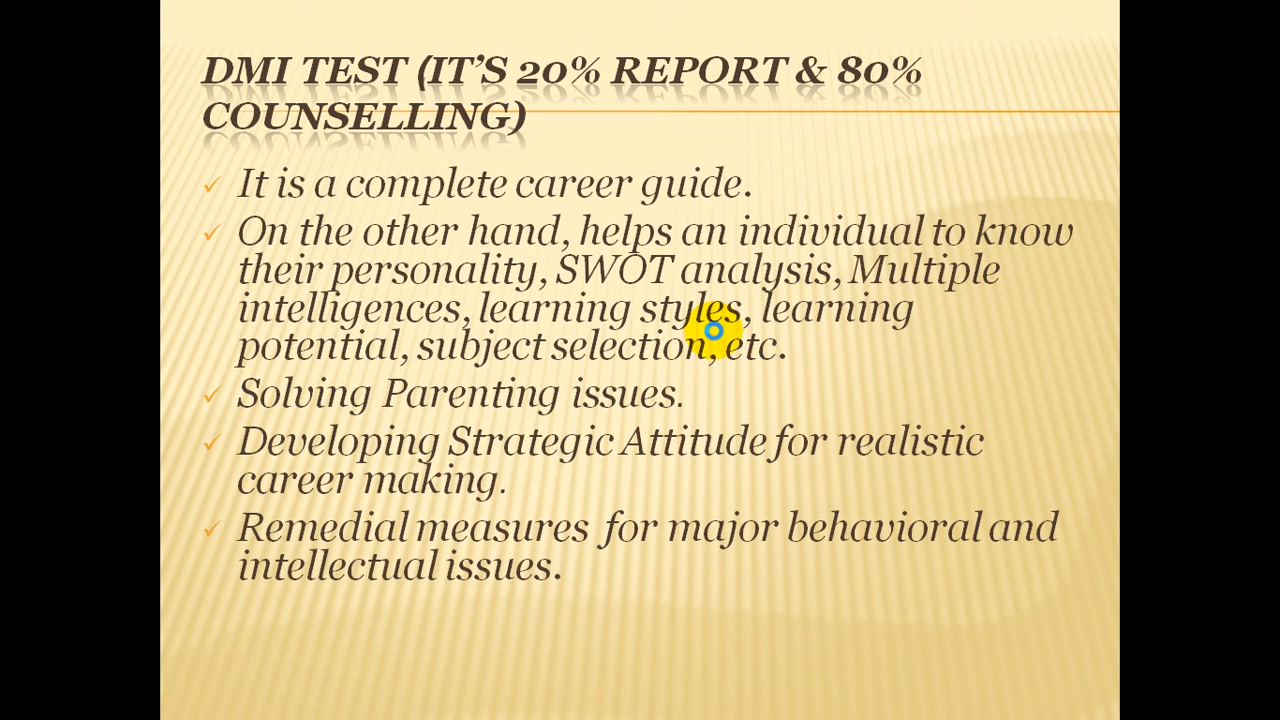 DMI TEST (IT’S 20% REPORT & 80%
COUNSELLING)
It is a complete career guide.
On the other hand, helps an individual to know
their personality, SWOT analysis, Multiple
intelligences, learning styles, learning
potential, subject selection, etc.
Solving Parenting issues.
Developing Strategic Attitude for realistic
career making.
Remedial measures for major behavioral and
intellectual issues.